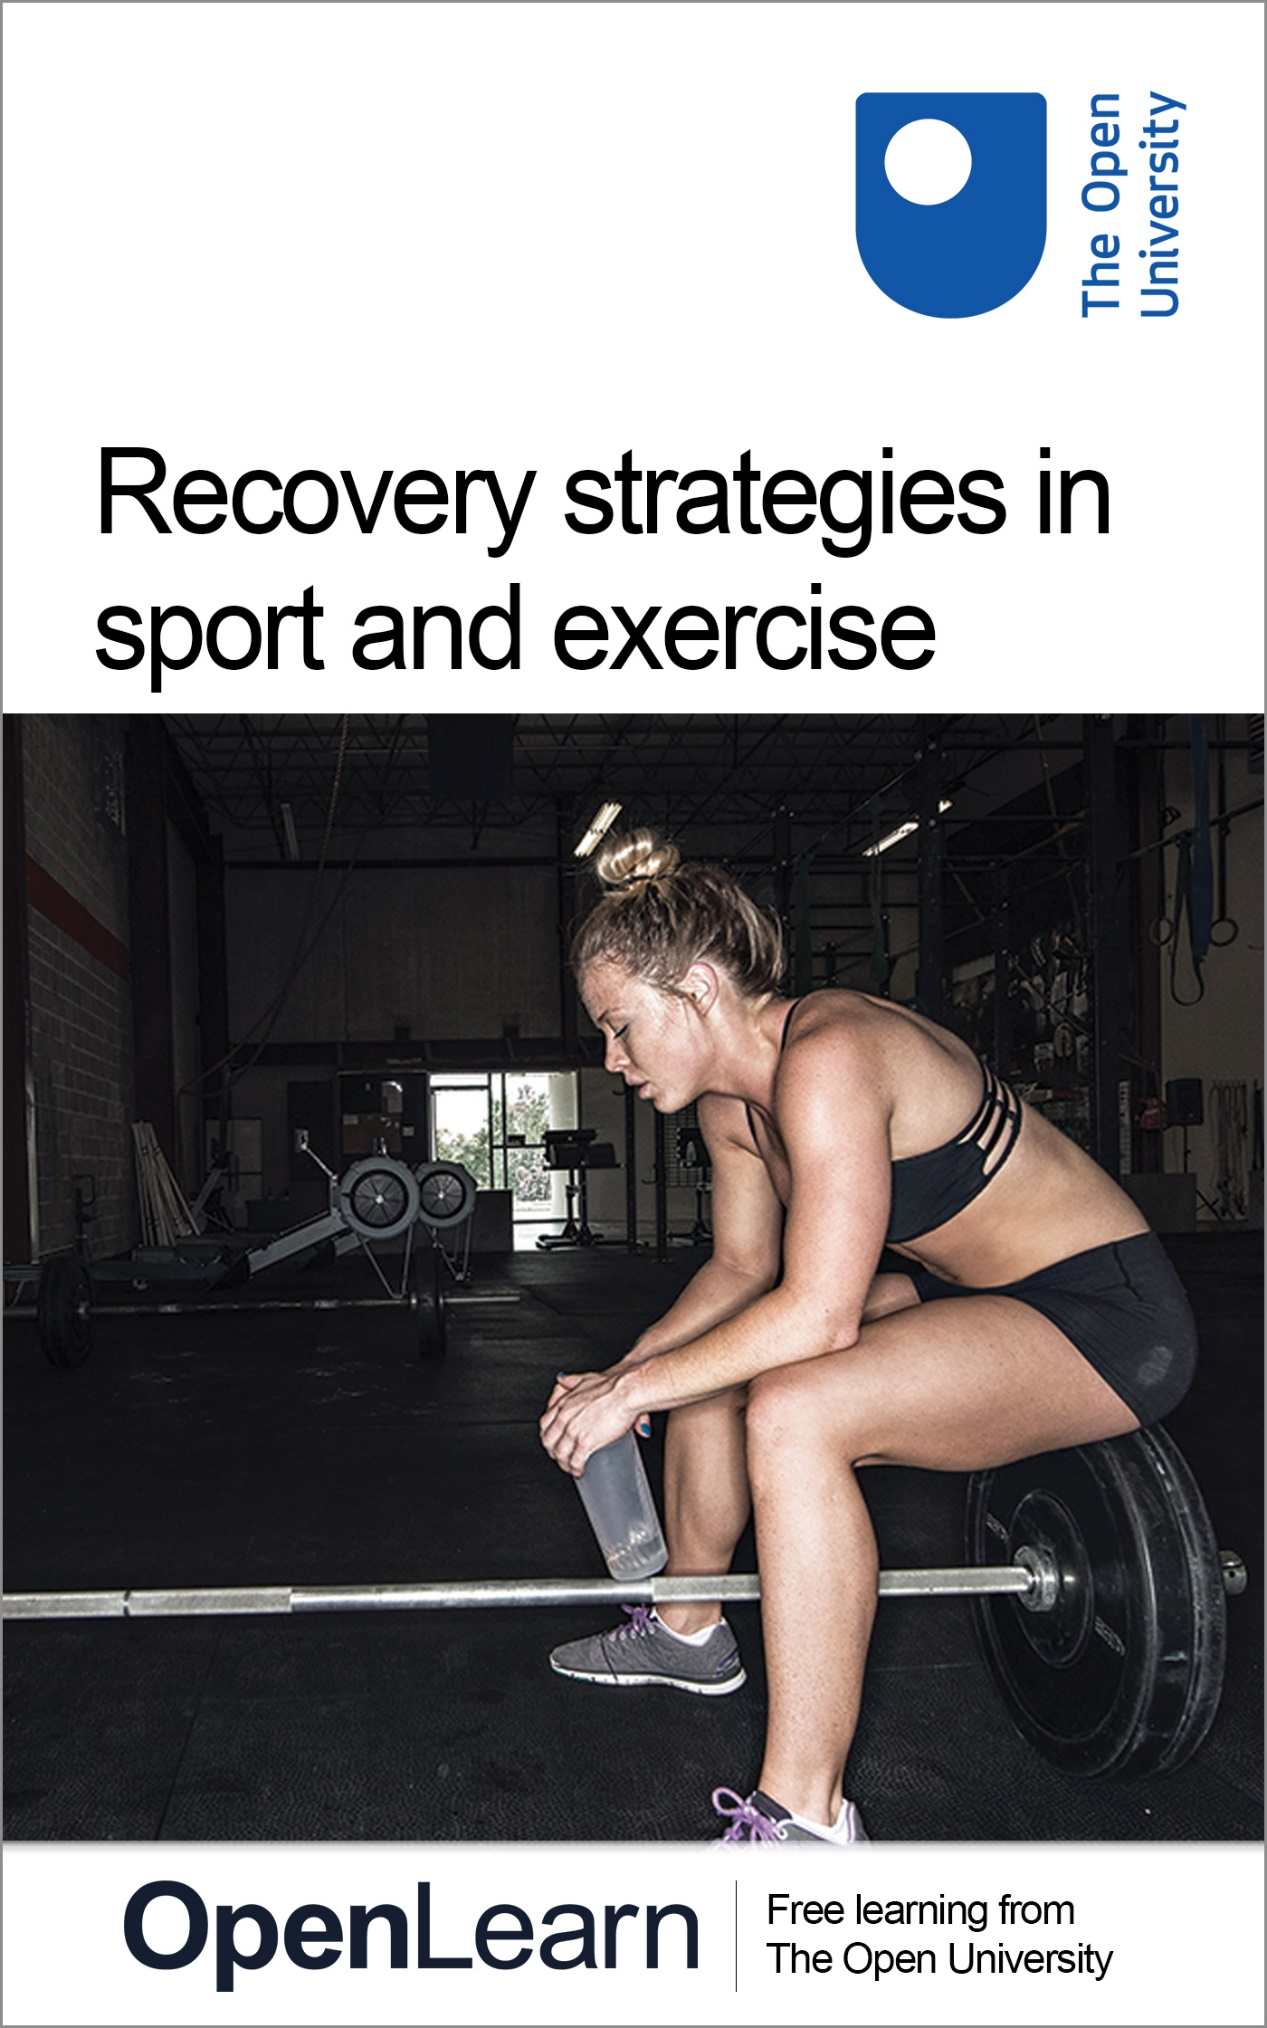 The Open
University
Recovery strategies in
sport and exercise
OpenLearn
Free learning from
The Open University